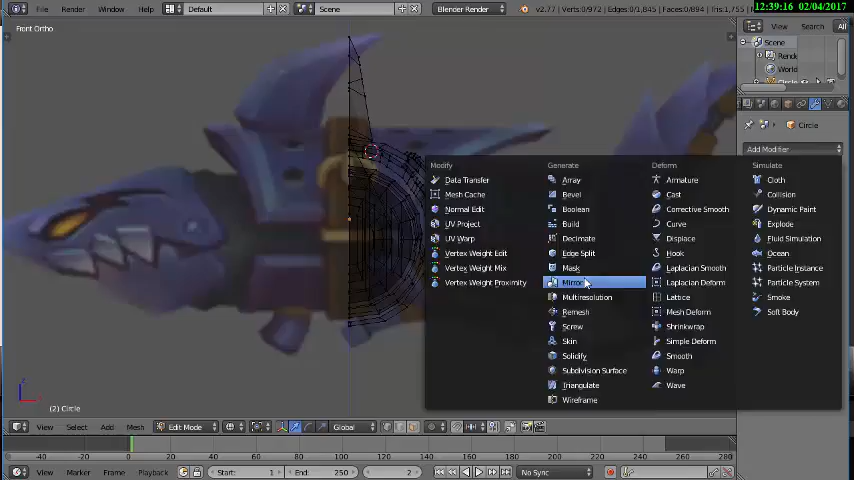 12:39:16 02/04/2017
File Render Window Help Default Scene Blender Render v2.77 Verts:0/972 Edges:0/1,845 Faces:0/894 Tris:1,755
View Search All
Front Ortho
Scene
Rende
World
Circle
Circle
Add Modifier
Modify Generate Deform Simulate
Data Transfer Array Armature Cloth
Mesh Cache Bevel Cast Collision
Normal Edit Boolean Corrective Smooth Dynamic Paint
UV Project Build Curve Explode
UV Warp Decimate Displace Fluid Simulation
Vertex Weight Edit Edge Split Hook Ocean
Vertex Weight Mix Mask Laplacian Smooth Particle Instance
Vertex Weight Proximity Mirror Laplacian Deform Particle System
Multiresolution Lattice Smoke
Remesh Mesh Deform Soft Body
Screw Shrinkwrap
Skin Simple Deform
Solidify Smooth
Subdivision Surface Warp
Triangulate Wave
Wireframe
z
(2) Circle
View Select Add Mesh Edit Mode Global
0 20 40 60 80 100 120 140 160 180 200 220 240 260 280
View Marker Frame Playback Start: 1 End: 250 2 No Sync